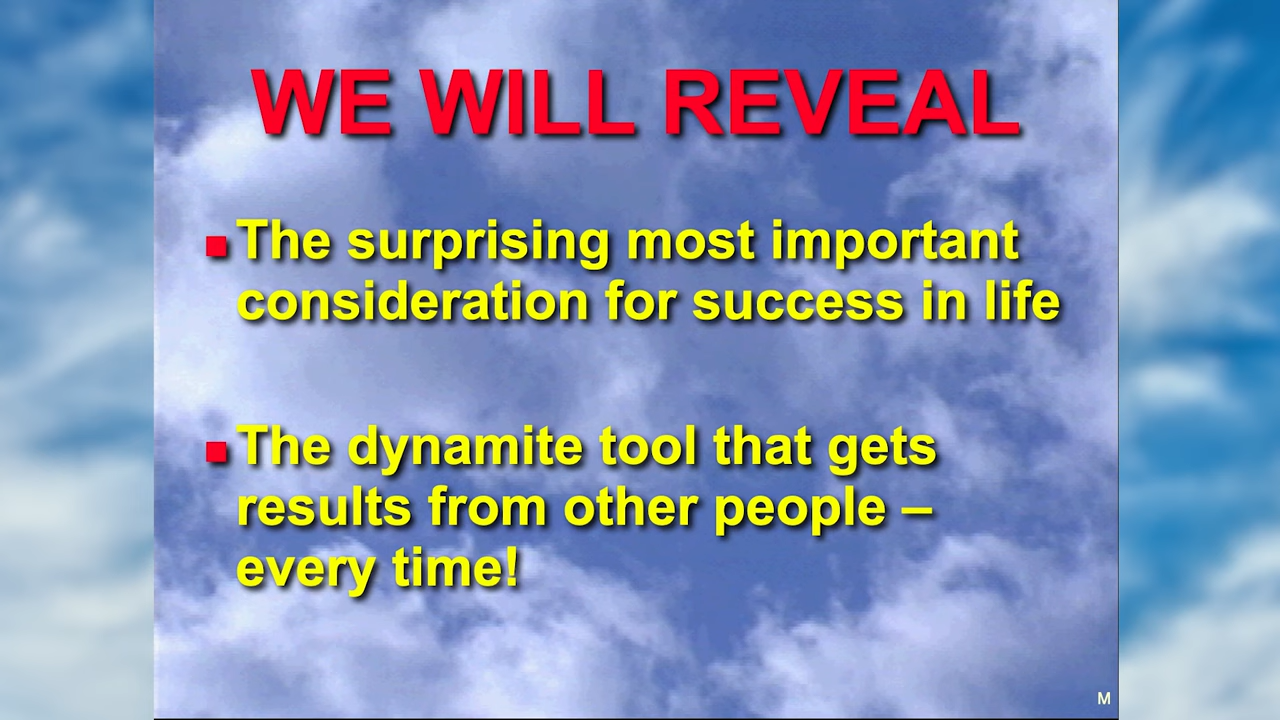 WE WILL REVEAL
■ The surprising most important
consideration for success in life
■ The dynamite tool that gets
results from other people –
every time!
M